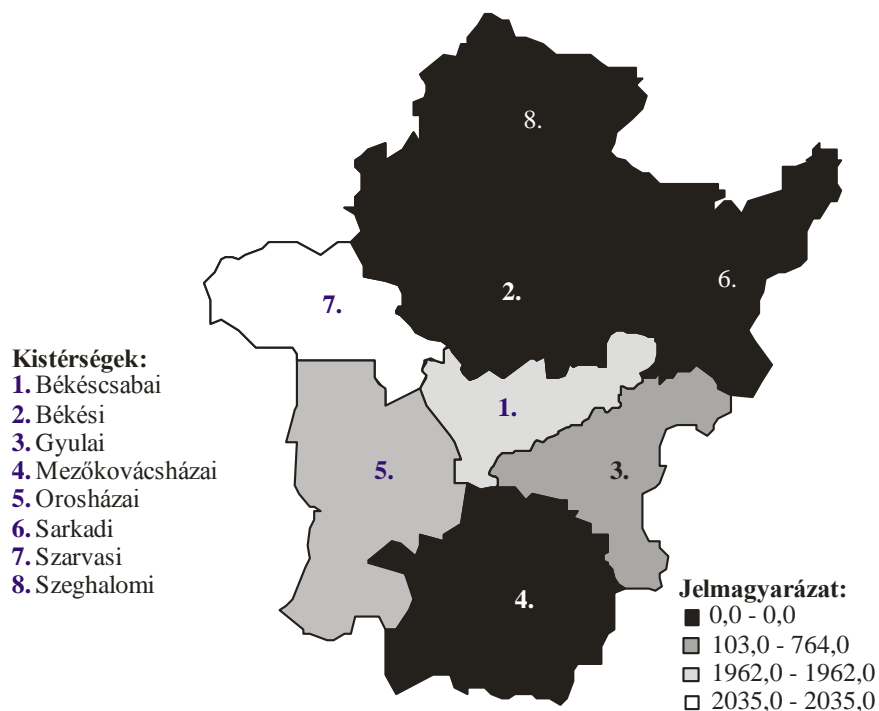 8.
6.
2.
7.
1.
5.
3.
4.
Kistérségek:
1. Békéscsabai
2. Békési
3. Gyulai
4. Mezőkovácsházai
5. Orosházai
6. Sarkadi
7. Szarvasi
8. Szeghalomi
Jelmagyarázat:
0,0 - 0,0
103,0 - 764,0
1962,0 - 1962,0
2035,0 - 2035,0